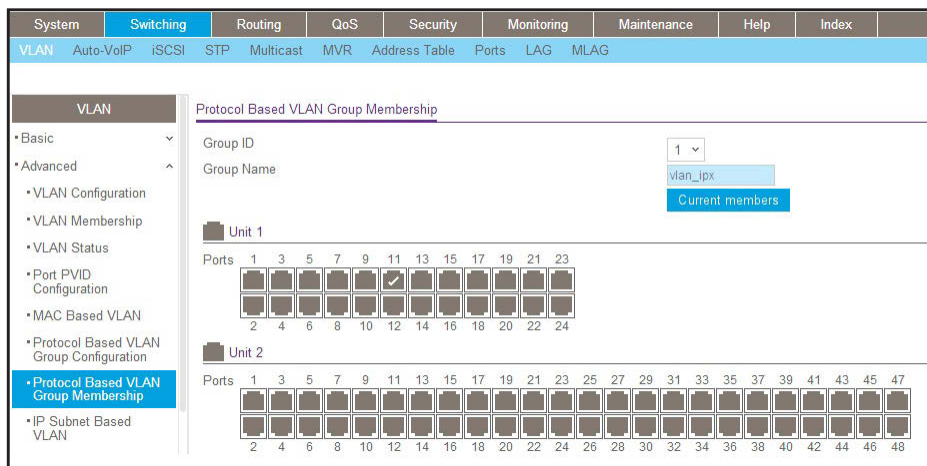 System Switching Routing QoS Security Monitoring Maintenance Help Index
VLAN Auto-VoIP iSCSI STP Multicast MVR Address Table Ports LAG MLAG
VLAN
Basic
Advanced
VLAN Configuration
VLAN Membership
VLAN Status
Port PVID
Configuration
MAC Based VLAN
Protocol Based VLAN
Group Configuration
Protocol Based VLAN
Group Membership
IP Subnet Based
VLAN
Protocol Based VLAN Group Membership
Group ID 1
Group Name vlan_ipx
Current members
Unit 1
Ports 1 3 5 7 9 11 13 15 17 19 21 23
2 4 6 8 10 12 14 16 18 20 22 24
Unit 2
Ports 1 3 5 7 9 11 13 15 17 19 21 23 25 27 29 31 33 35 37 39 41 43 45 47
2 4 6 8 10 12 14 16 18 20 22 24 26 28 30 32 34 36 38 40 42 44 46 48